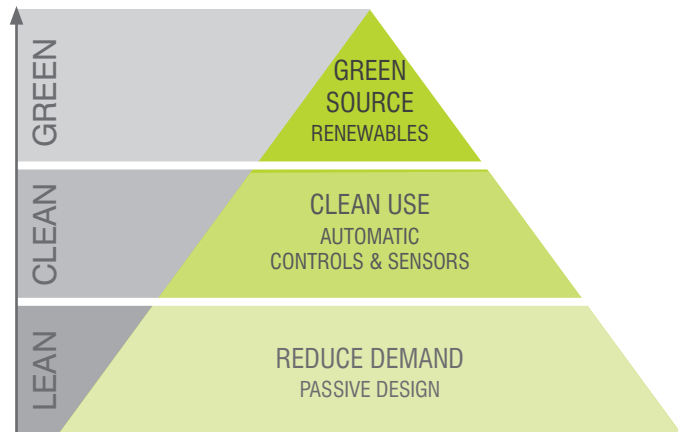 GREEN
GREEN
SOURCE
RENEWABLES
CLEAN
CLEAN USE
AUTOMATIC
CONTROLS & SENSORS
LEAN
REDUCE DEMAND
PASSIVE DESIGN